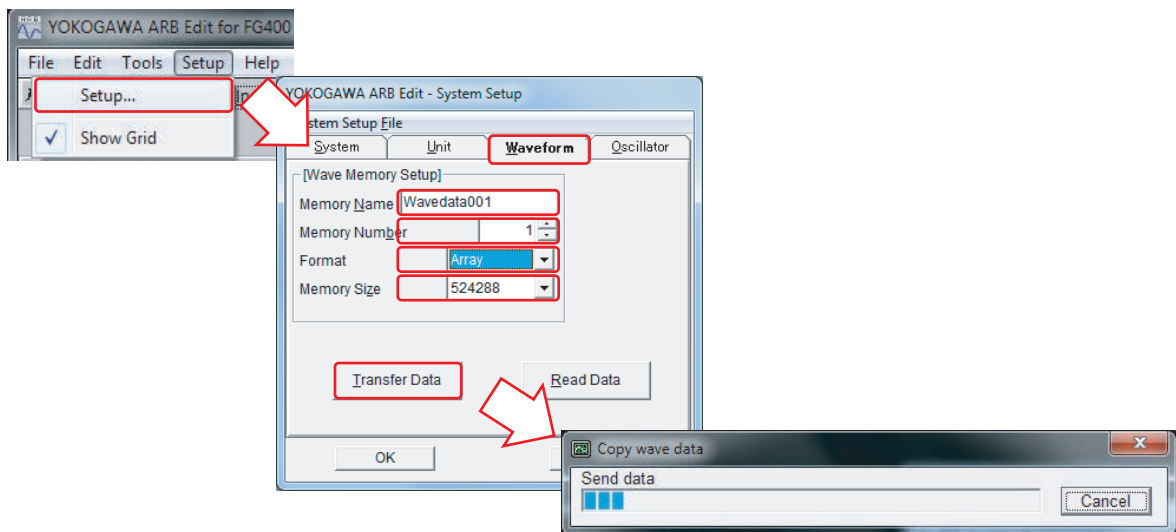 YOKOGAWA ARB Edit for FG400
File Edit Tools Setup Help
Setup...
Show Grid
YOKOGAWA ARB Edit - System Setup
stem Setup File
System Unit Waveform Oscillator
[Wave Memory Setup]
Memory Name Wavedata001
Memory Number 1
Format Array
Memory Size 524288
Transfer Data Read Data
OK
Copy wave data
Send data
Cancel